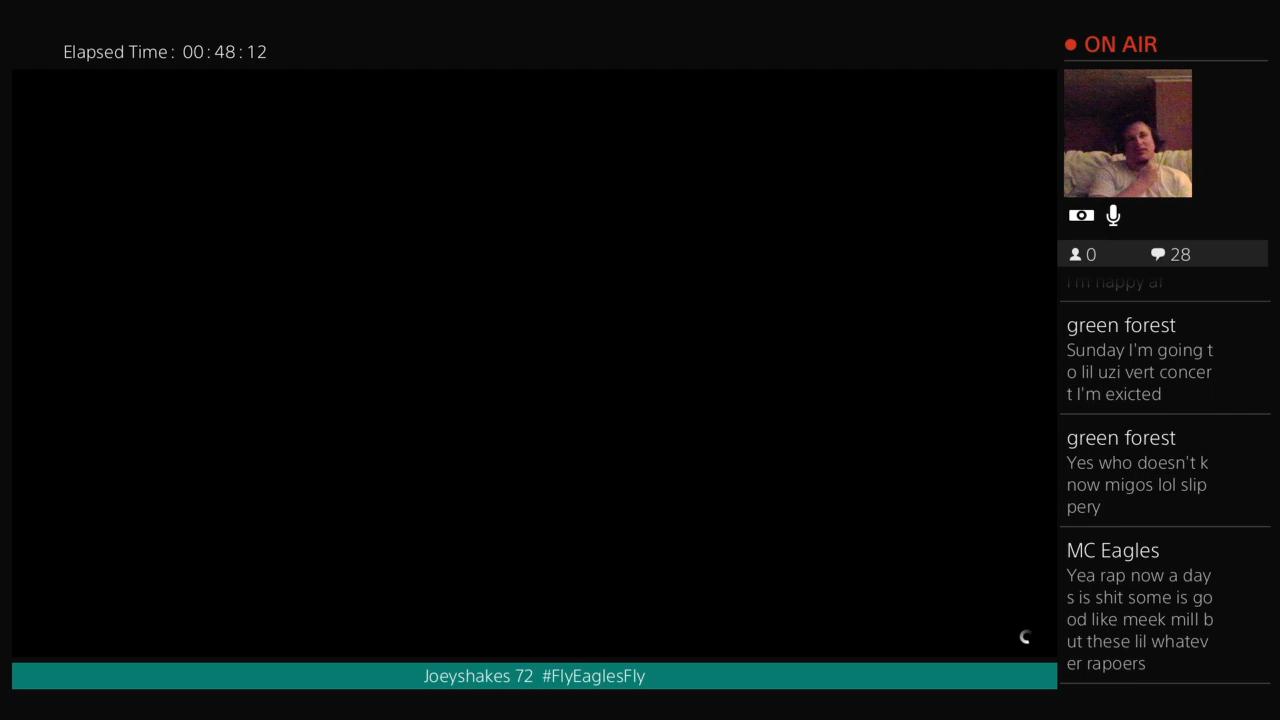 Elapsed Time: 00:48:12
ON AIR
0 28
I'm happy af
green forest
Sunday I'm going t
o lil uzi vert concer
t I'm exicted
green forest
Yes who doesn't k
now migos lol slip
pery
MC Eagles
Yea rap now a day
s is shit some is go
od like meek mill b
ut these lil whatev
er rapoers
Joeyshakes 72 #FlyEaglesFly